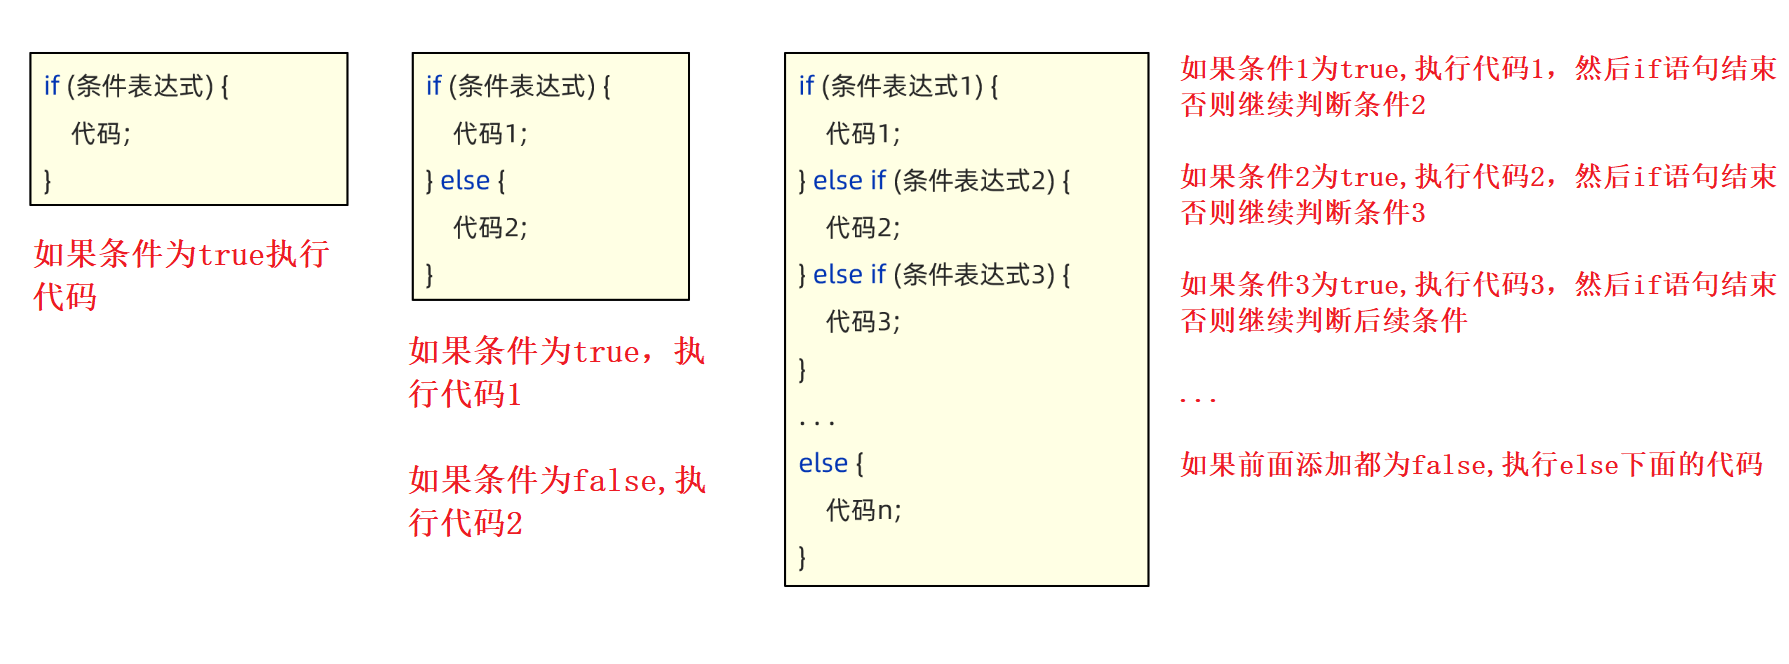 if (条件表达式) {
代码;
}
如果条件为true执行
代码
if (条件表达式) {
代码1;
} else {
代码2;
}
如果条件为true，执
行代码1
如果条件为false,执
行代码2
if (条件表达式1) {
代码1;
} else if (条件表达式2) {
代码2;
} else if (条件表达式3) {
代码3;
}
...
else {
代码n;
}
如果条件1为true,执行代码1，然后if语句结束
否则继续判断条件2
如果条件2为true,执行代码2，然后if语句结束
否则继续判断条件3
如果条件3为true,执行代码3，然后if语句结束
否则继续判断后续条件
...
如果前面添加都为false,执行else下面的代码